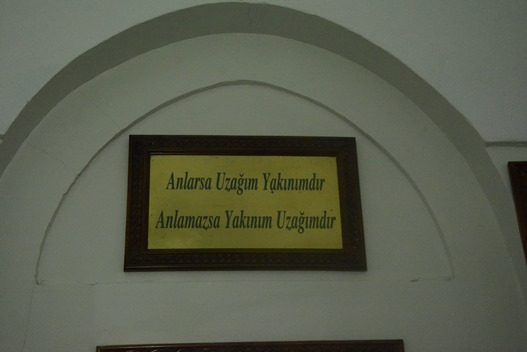 Anlarsa Uzağım Yakınımdır
Anlamazsa Yakınım Uzağımdır